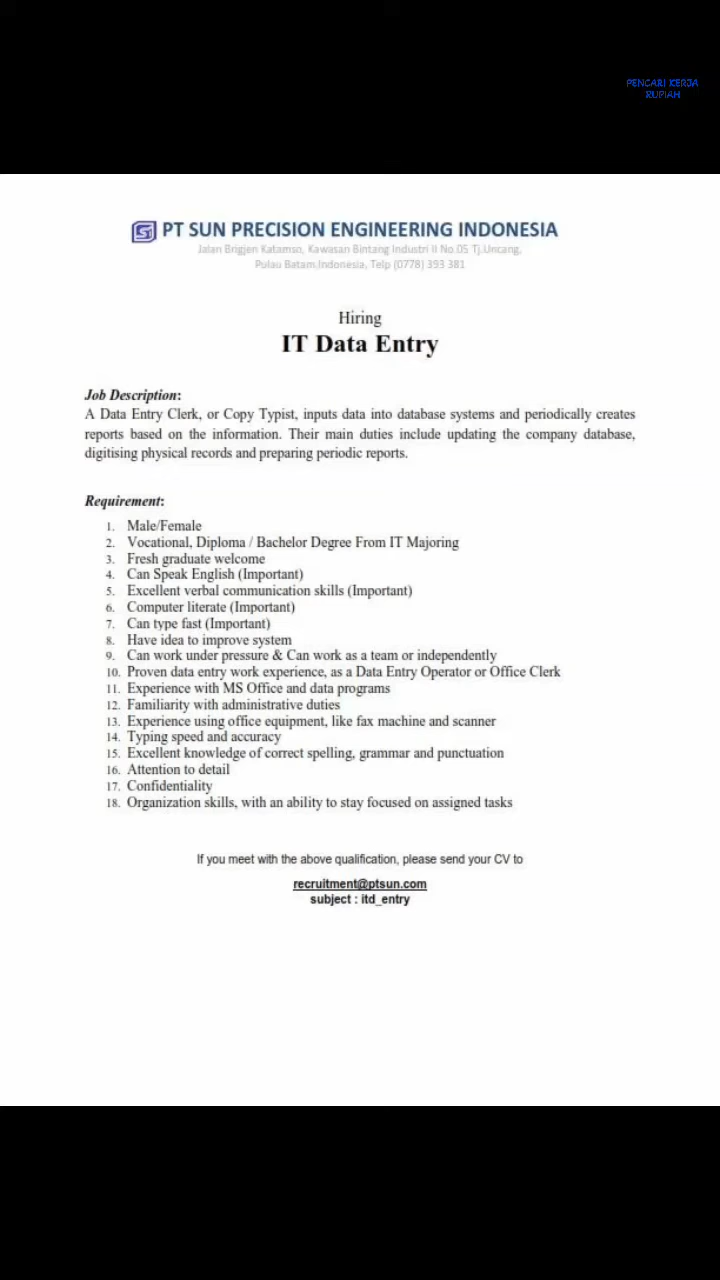 PENCARI KERJA
RUPIAH
PT SUN PRECISION ENGINEERING INDONESIA
Jalan Brigjen Katamso, Kawasan Bintang Industri II No.05 Tj.Uncang,
Pulau Batam.Indonesia, Telp (0778) 393 381
Hiring
IT Data Entry
Job Description:
A Data Entry Clerk, or Copy Typist, inputs data into database systems and periodically creates
reports based on the information. Their main duties include updating the company database,
digitising physical records and preparing periodic reports.
Requirement:
1. Male/Female
2. Vocational, Diploma / Bachelor Degree From IT Majoring
3. Fresh graduate welcome
4. Can Speak English (Important)
5. Excellent verbal communication skills (Important)
6. Computer literate (Important)
7. Can type fast (Important)
8. Have idea to improve system
9. Can work under pressure & Can work as a team or independently
10. Proven data entry work experience, as a Data Entry Operator or Office Clerk
11. Experience with MS Office and data programs
12. Familiarity with administrative duties
13. Experience using office equipment, like fax machine and scanner
14. Typing speed and accuracy
15. Excellent knowledge of correct spelling, grammar and punctuation
16. Attention to detail
17. Confidentiality
18. Organization skills, with an ability to stay focused on assigned tasks
If you meet with the above qualification, please send your CV to
recruitment@ptsun.com
subject : itd_entry